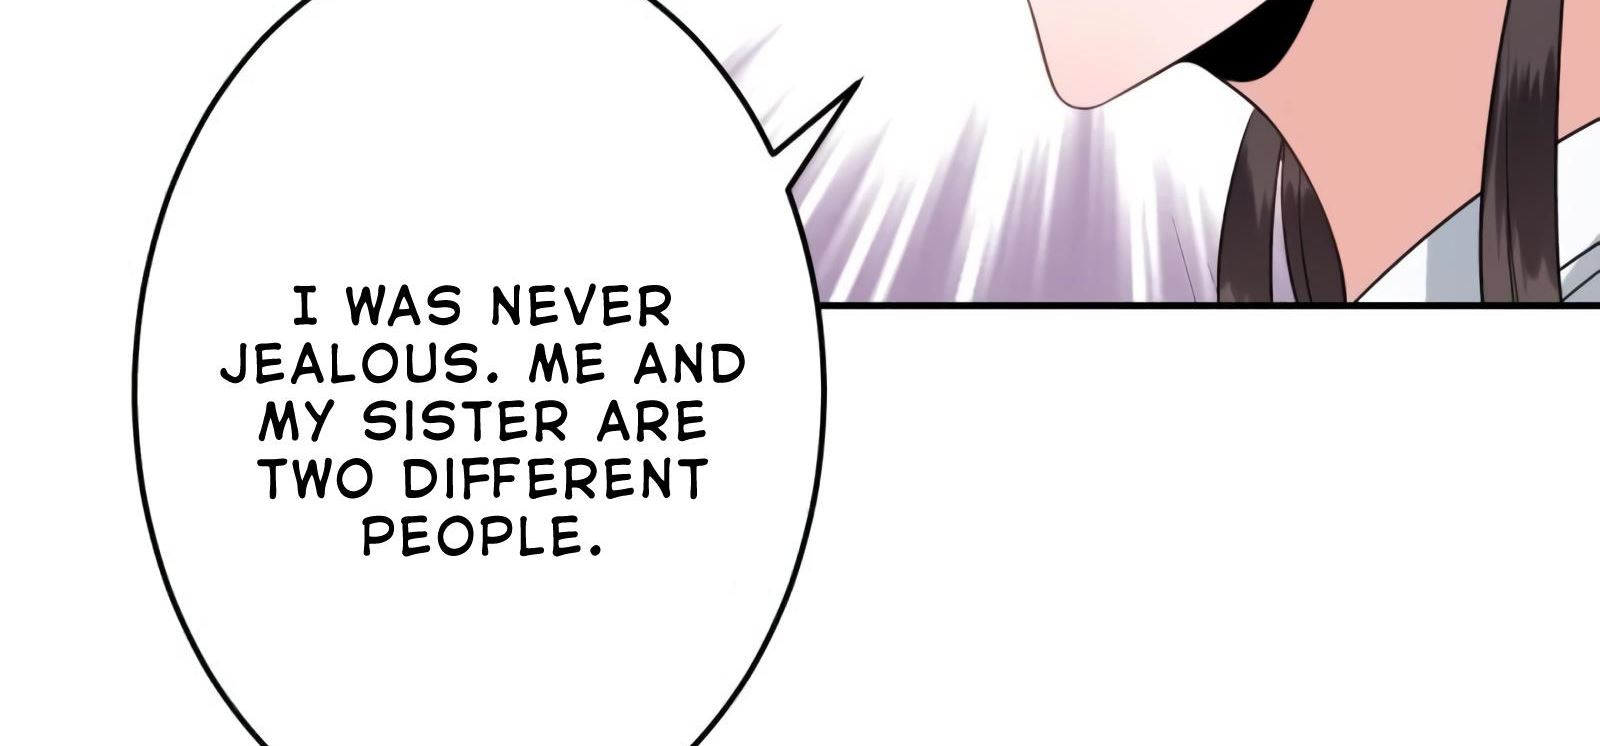 I WAS NEVER
JEALOUS. ME AND
MY SISTER ARE
TWO DIFFERENT
PEOPLE.